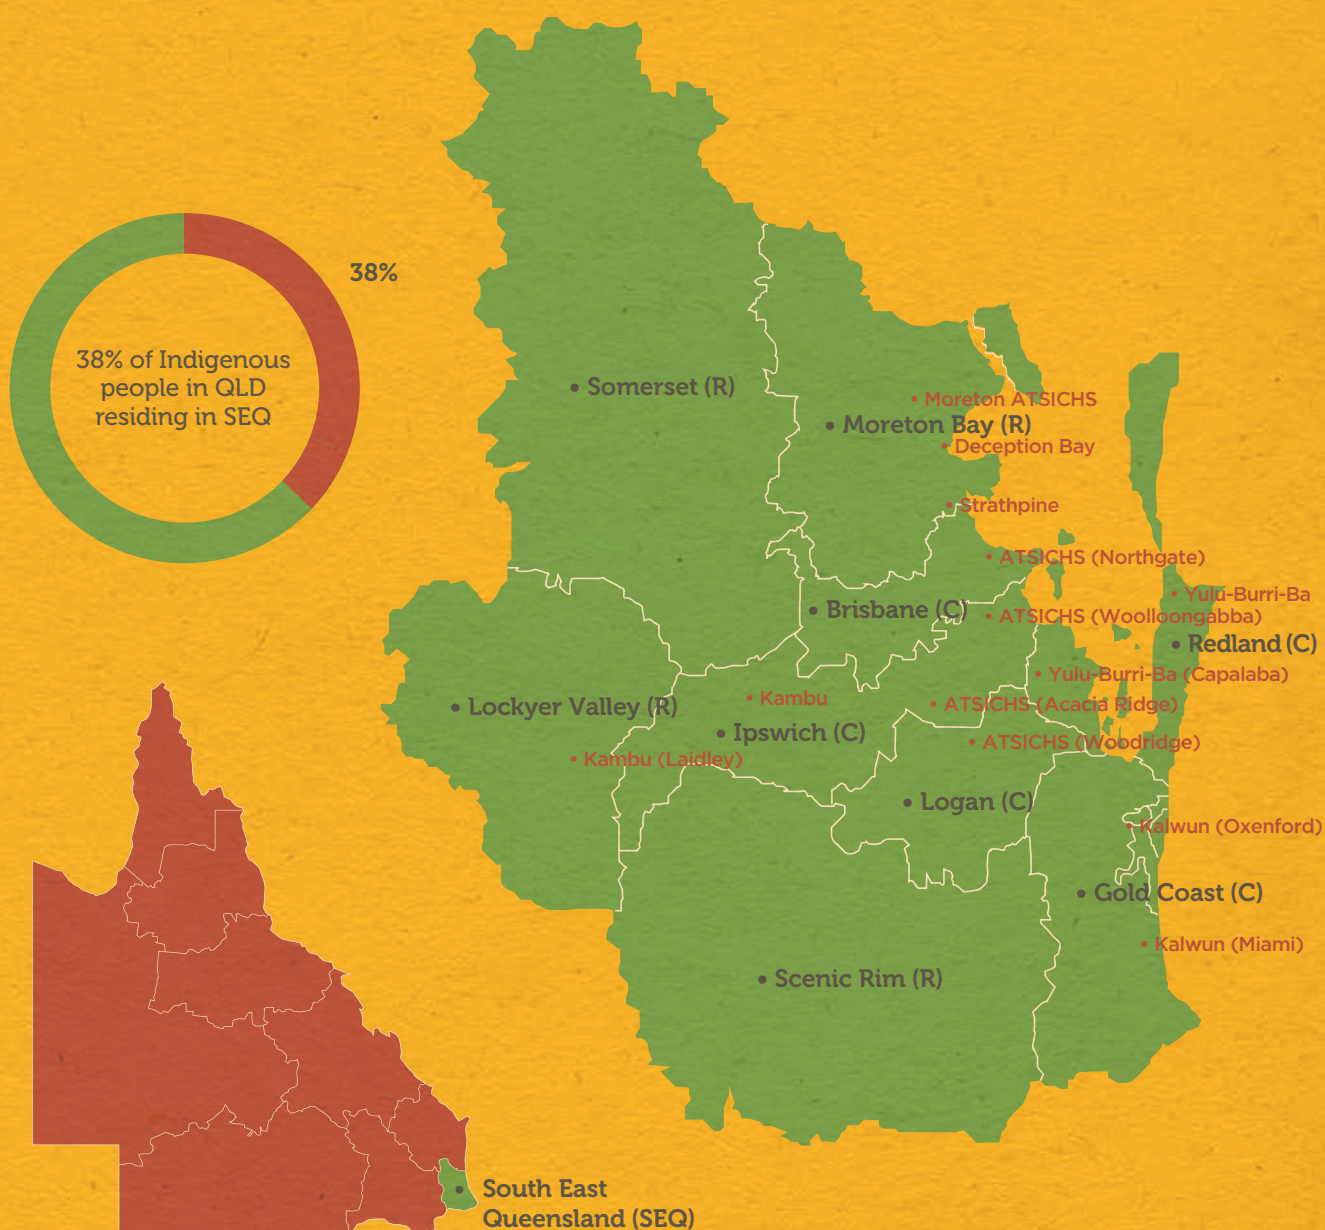 38%
38% of Indigenous
people in QLD
residing in SEQ
Somerset (R)
Moreton ATSICHS
Moreton Bay (R)
Deception Bay
Strathpine
ATSICHS (Northgate)
Yulu-Burri-Ba
Brisbane (C)
ATSICHS (Woolloongabba)
Redland (C)
Yulu-Burri-Ba (Capalaba)
Kambu
Lockyer Valley (R)
ATSICHS (Acacia Ridge)
Ipswich (C)
ATSICHS (Woodridge)
Kambu (Laidley)
Logan (C)
Kalwun (Oxenford)
Gold Coast (C)
Kalwun (Miami)
Scenic Rim (R)
South East
Queensland (SEQ)